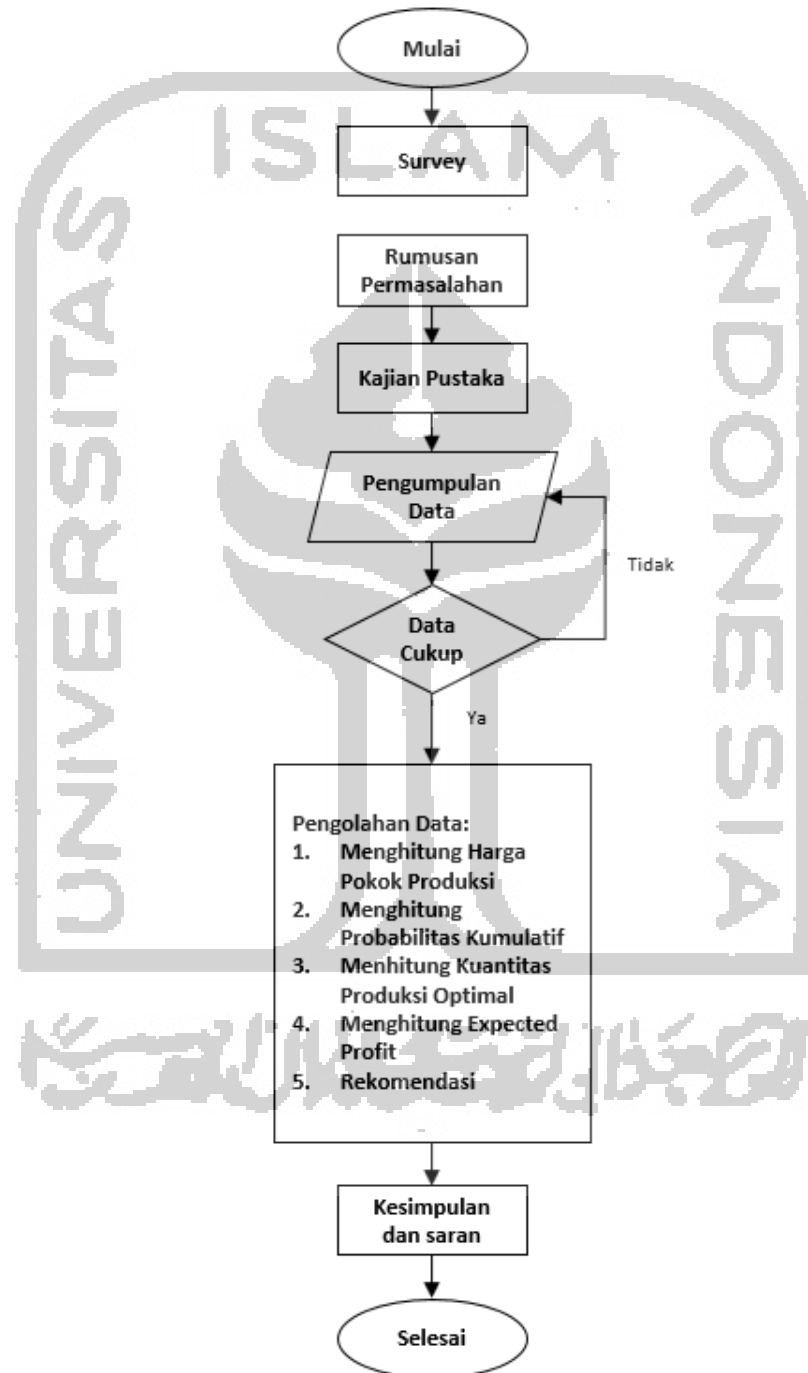 Mulai
UNIVERSITAS
ISLAM
INDONESIA
Survey
Rumusan
Permasalahan
Kajian Pustaka
Pengumpulan
Data
Tidak
Data
Cukup
Ya
Pengolahan Data:
1. Menghitung Harga
Pokok Produksi
2. Menghitung
Probabilitas Kumulatif
3. Menhitung Kuantitas
Produksi Optimal
4. Menghitung Expected
Profit
5. Rekomendasi
Kesimpulan
dan saran
Selesai